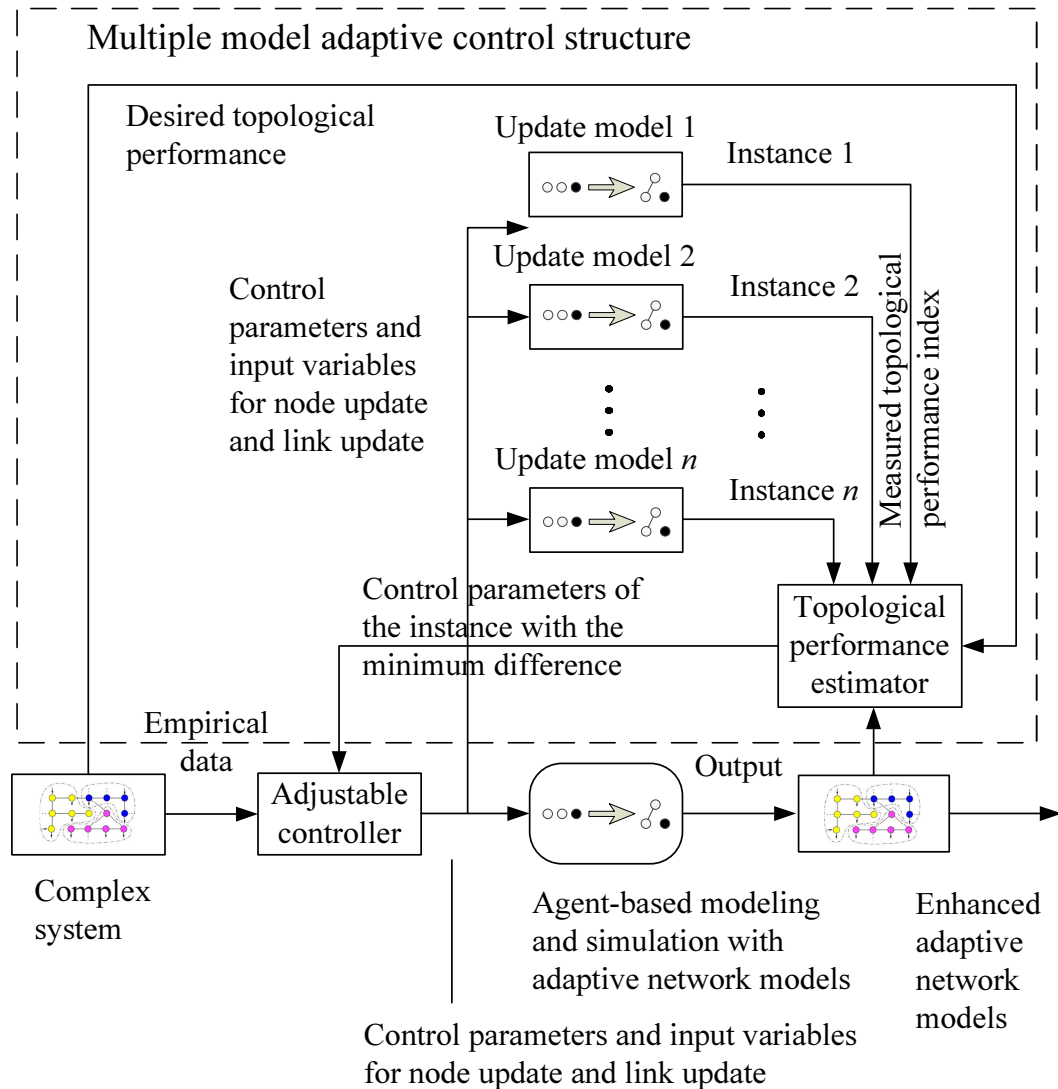 Multiple model adaptive control structure
Desired topological
performance
Update model 1
Instance 1
Update model 2
Instance 2
Control
parameters and
input variables
for node update
and link update
Measured topological
performance index
Update model n
Instance n
Control parameters of
the instance with the
minimum difference
Topological
performance
estimator
Empirical
data
Adjustable
controller
Output
Complex
system
Agent-based modeling
and simulation with
adaptive network models
Enhanced
adaptive
network
models
Control parameters and input variables
for node update and link update